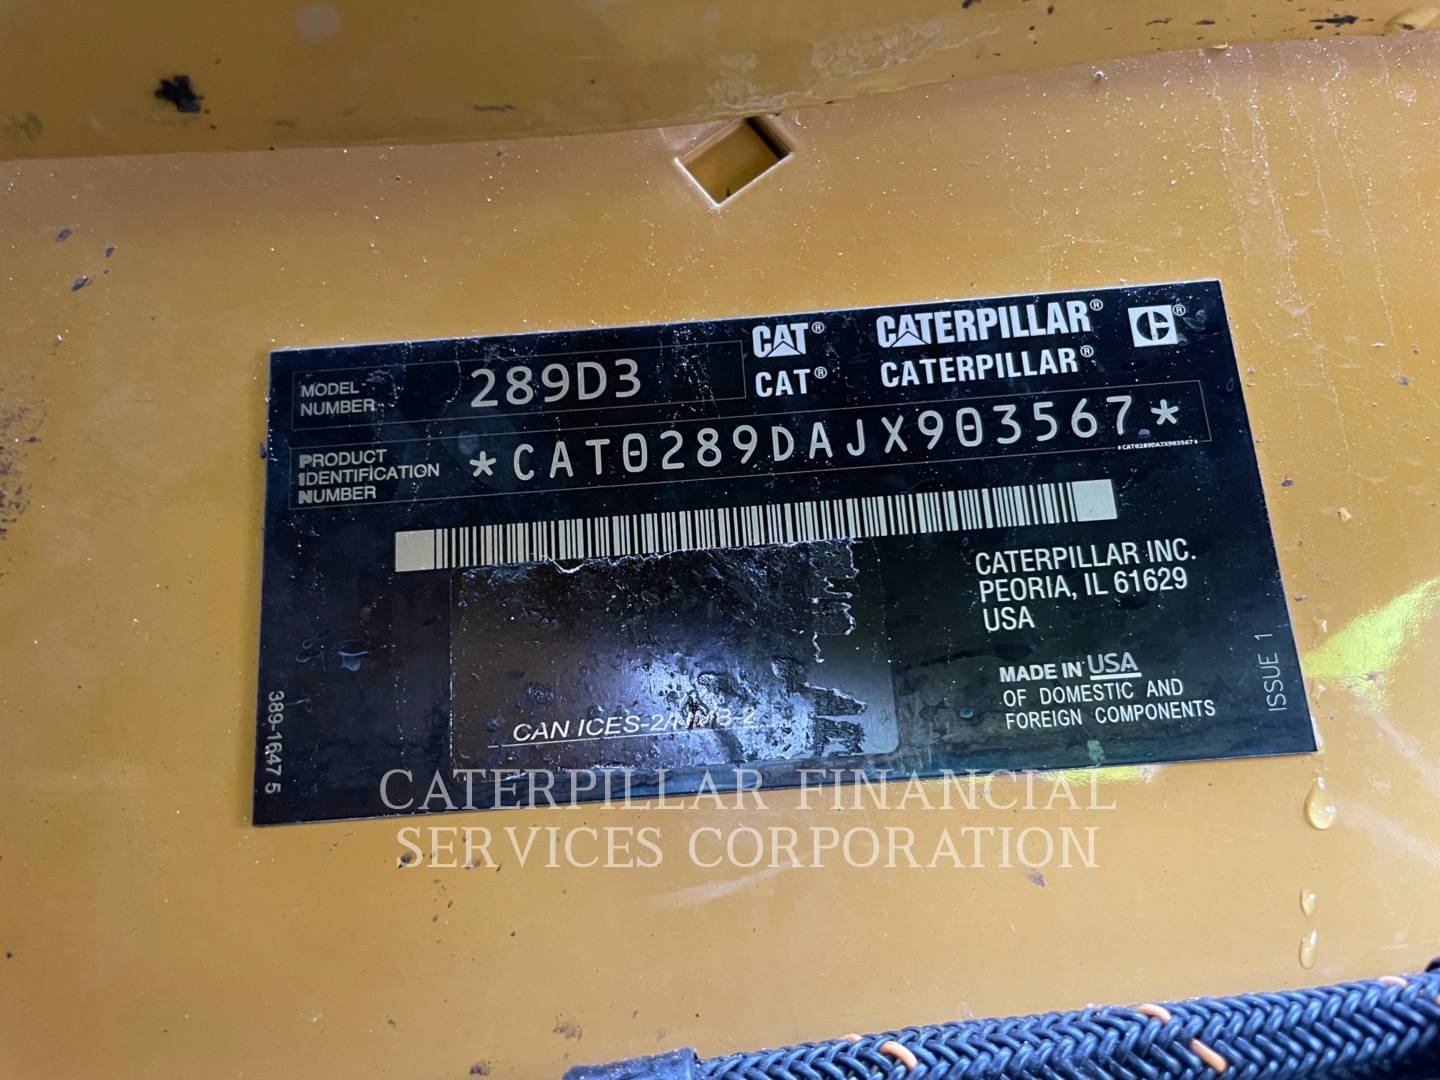 MODEL
NUMBER
289D3
CAT® CATERPILLAR®
CAT® CATERPILLAR®
PRODUCT
IDENTIFICATION
NUMBER
*CAT0289DAJX903567*
*CAT0289DAJX903567*
CATERPILLAR INC.
PEORIA, IL 61629
USA
MADE IN USA
OF DOMESTIC AND
FOREIGN COMPONENTS
ISSUE 1
CAN ICES-2/NMB-2
389-1647 5
CATERPILLAR FINANCIAL
SERVICES CORPORATION